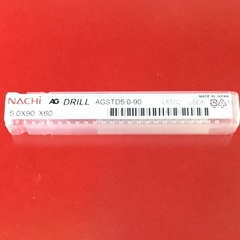 MADE IN JAPAN
NACHi AG DRILL AGSTD5.0-90
5.0X90 X60